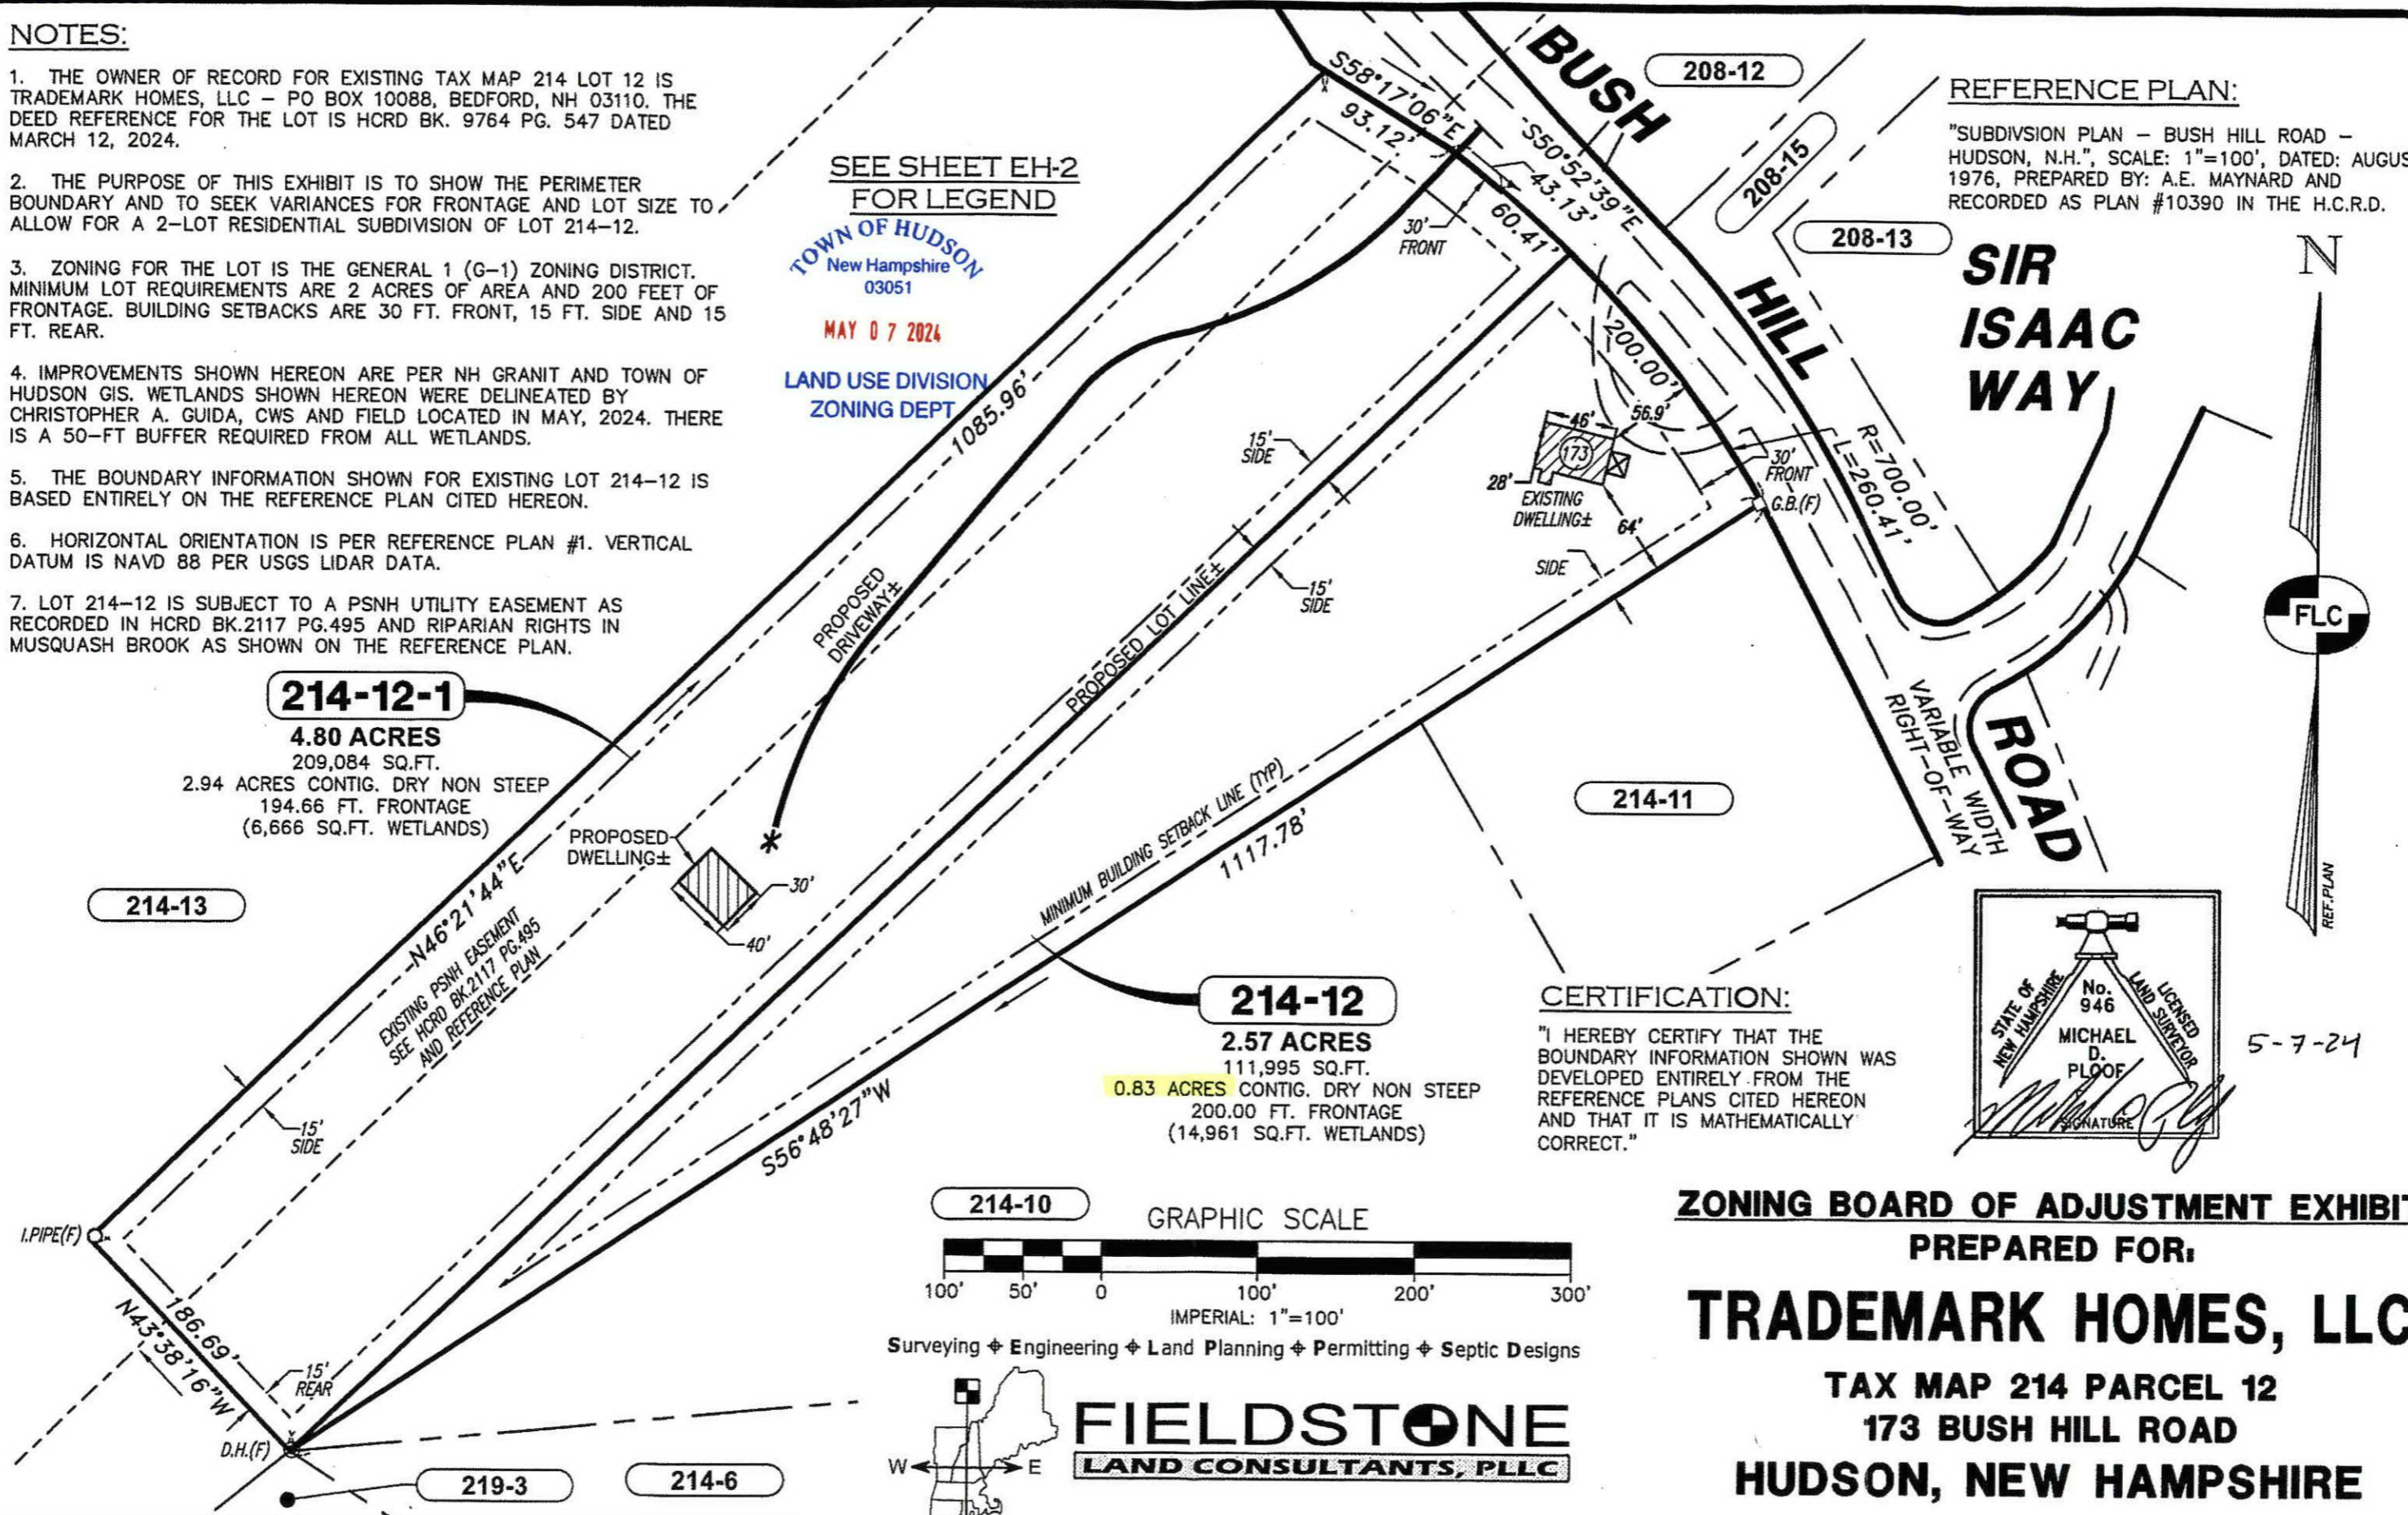 NOTES:
1. THE OWNER OF RECORD FOR EXISTING TAX MAP 214 LOT 12 IS
TRADEMARK HOMES, LLC – PO BOX 10088, BEDFORD, NH 03110. THE
DEED REFERENCE FOR THE LOT IS HCRD BK. 9764 PG. 547 DATED
MARCH 12, 2024.
2. THE PURPOSE OF THIS EXHIBIT IS TO SHOW THE PERIMETER
BOUNDARY AND TO SEEK VARIANCES FOR FRONTAGE AND LOT SIZE TO
ALLOW FOR A 2–LOT RESIDENTIAL SUBDIVISION OF LOT 214–12.
3. ZONING FOR THE LOT IS THE GENERAL 1 (G–1) ZONING DISTRICT.
MINIMUM LOT REQUIREMENTS ARE 2 ACRES OF AREA AND 200 FEET OF
FRONTAGE. BUILDING SETBACKS ARE 30 FT. FRONT, 15 FT. SIDE AND 15
FT. REAR.
4. IMPROVEMENTS SHOWN HEREON ARE PER NH GRANIT AND TOWN OF
HUDSON GIS. WETLANDS SHOWN HEREON WERE DELINEATED BY
CHRISTOPHER A. GUIDA, CWS AND FIELD LOCATED IN MAY, 2024. THERE
IS A 50–FT BUFFER REQUIRED FROM ALL WETLANDS.
5. THE BOUNDARY INFORMATION SHOWN FOR EXISTING LOT 214–12 IS
BASED ENTIRELY ON THE REFERENCE PLAN CITED HEREON.
6. HORIZONTAL ORIENTATION IS PER REFERENCE PLAN #1. VERTICAL
DATUM IS NAVD 88 PER USGS LIDAR DATA.
7. LOT 214–12 IS SUBJECT TO A PSNH UTILITY EASEMENT AS
RECORDED IN HCRD BK.2117 PG.495 AND RIPARIAN RIGHTS IN
MUSQUASH BROOK AS SHOWN ON THE REFERENCE PLAN.
SEE SHEET EH-2
FOR LEGEND
TOWN OF HUDSON
New Hampshire
03051
MAY 07 2024
LAND USE DIVISION
ZONING DEPT
S58°17'06"E
93.12'
S50°52'39"E
43.13'
60.41'
30'
FRONT
BUSH
HILL
ROAD
208-12
208-15
208-13
REFERENCE PLAN:
"SUBDIVSION PLAN – BUSH HILL ROAD –
HUDSON, N.H.", SCALE: 1"=100', DATED: AUGUS
1976, PREPARED BY: A.E. MAYNARD AND
RECORDED AS PLAN #10390 IN THE H.C.R.D.
SIR
ISAAC
WAY
N
FLC
REF.PLAN
1085.96'
200.00'
15'
SIDE
46'
56.9'
173
28'
EXISTING
DWELLING±
64'
30'
FRONT
G.B.(F)
R=700.00'
L=260.41'
SIDE
15'
SIDE
PROPOSED
DRIVEWAY±
PROPOSED LOT LINE±
VARIABLE WIDTH
RIGHT–OF–WAY
214-12-1
4.80 ACRES
209,084 SQ.FT.
2.94 ACRES CONTIG. DRY NON STEEP
194.66 FT. FRONTAGE
(6,666 SQ.FT. WETLANDS)
PROPOSED
DWELLING±
30'
40'
214-11
MINIMUM BUILDING SETBACK LINE (TYP)
1117.78'
214-13
N46°21'44"E
EXISTING PSNH EASEMENT
SEE HCRD BK.2117 PG.495
AND REFERENCE PLAN
15'
SIDE
S56°48'27"W
214-12
2.57 ACRES
111,995 SQ.FT.
0.83 ACRES CONTIG. DRY NON STEEP
200.00 FT. FRONTAGE
(14,961 SQ.FT. WETLANDS)
CERTIFICATION:
"I HEREBY CERTIFY THAT THE
BOUNDARY INFORMATION SHOWN WAS
DEVELOPED ENTIRELY FROM THE
REFERENCE PLANS CITED HEREON
AND THAT IT IS MATHEMATICALLY
CORRECT."
STATE OF
NEW HAMPSHIRE
No.
946
MICHAEL
D.
PLOOF
LICENSED
LAND SURVEYOR
SIGNATURE
5-7-24
I.PIPE(F)
186.69'
N43°38'16"W
15'
REAR
D.H.(F)
219-3
214-6
214-10
GRAPHIC SCALE
100' 50' 0 100' 200' 300'
IMPERIAL: 1"=100'
Surveying ⌖ Engineering ⌖ Land Planning ⌖ Permitting ⌖ Septic Designs
W E
FIELDSTONE
LAND CONSULTANTS, PLLC
ZONING BOARD OF ADJUSTMENT EXHIBIT
PREPARED FOR:
TRADEMARK HOMES, LLC
TAX MAP 214 PARCEL 12
173 BUSH HILL ROAD
HUDSON, NEW HAMPSHIRE